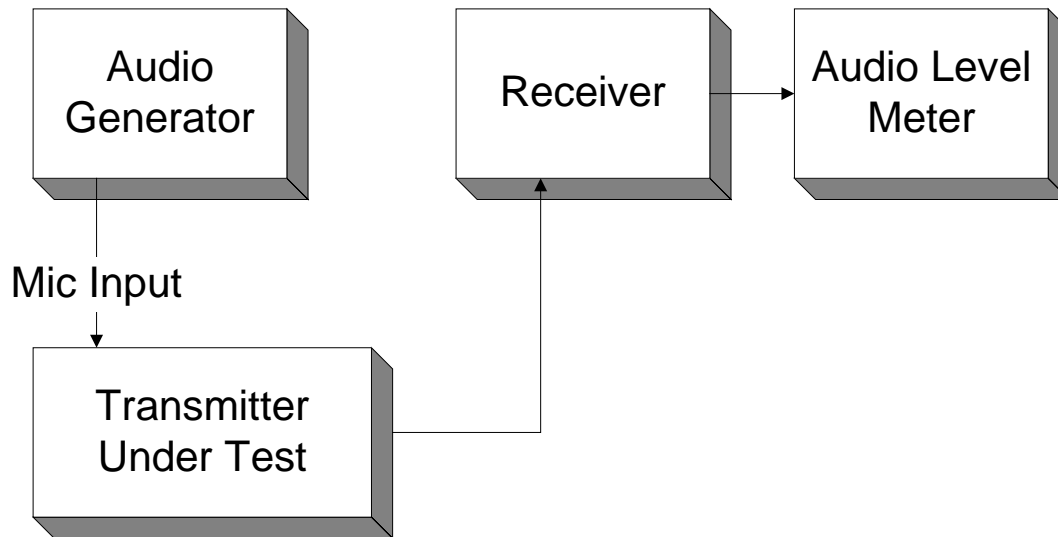 Audio
Generator
Receiver
Audio Level
Meter
Mic Input
Transmitter
Under Test